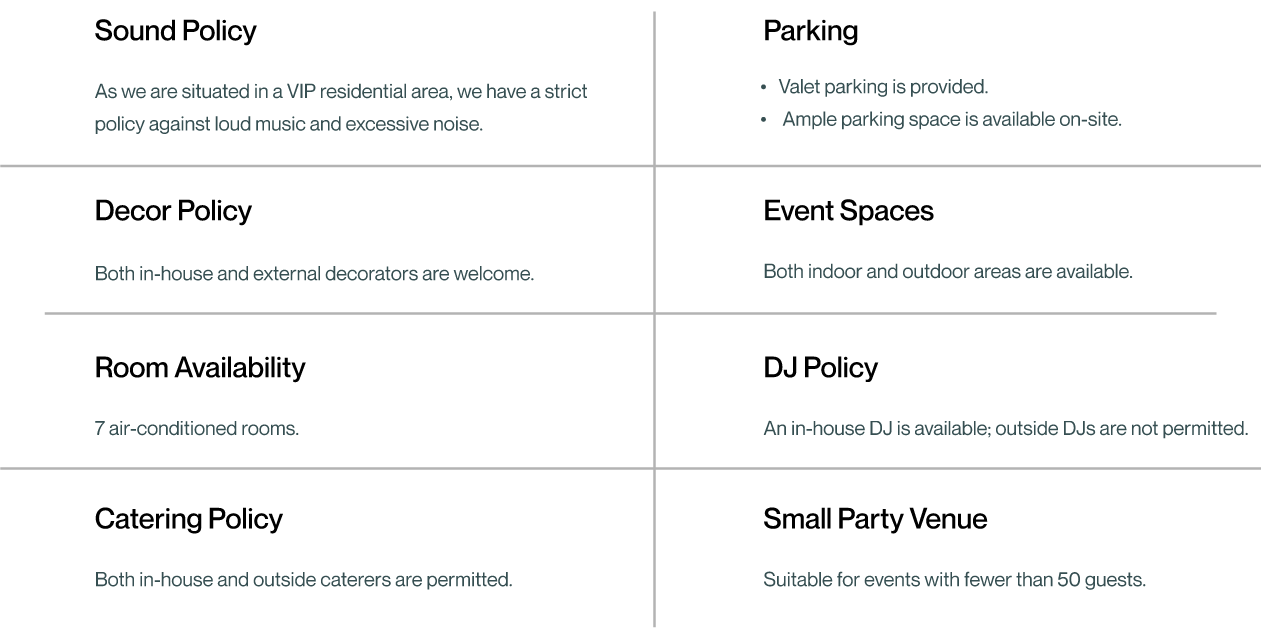 Sound Policy
As we are situated in a VIP residential area, we have a strict
policy against loud music and excessive noise.
Parking
• Valet parking is provided.
• Ample parking space is available on-site.
Decor Policy
Both in-house and external decorators are welcome.
Event Spaces
Both indoor and outdoor areas are available.
Room Availability
7 air-conditioned rooms.
DJ Policy
An in-house DJ is available; outside DJs are not permitted.
Catering Policy
Both in-house and outside caterers are permitted.
Small Party Venue
Suitable for events with fewer than 50 guests.